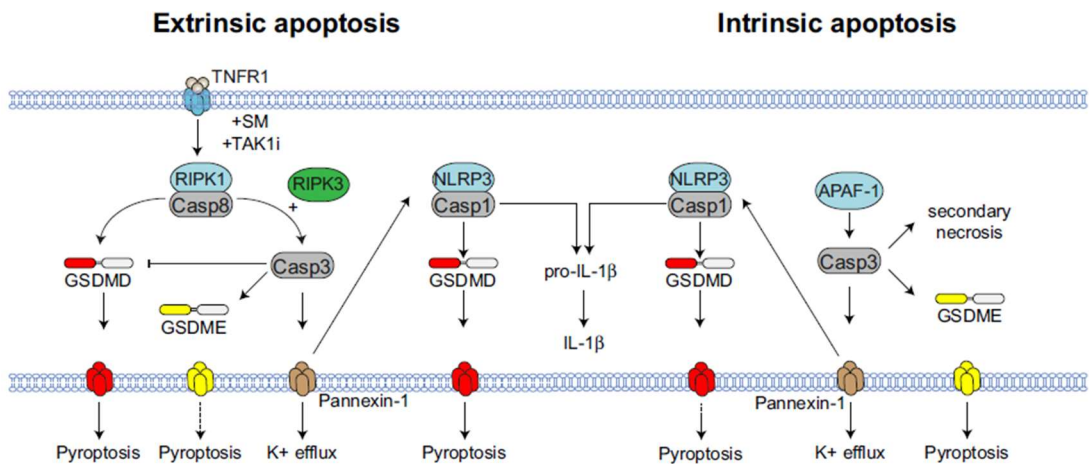 Extrinsic apoptosis
Intrinsic apoptosis
TNFR1
+SM
+TAK1i
RIPK1
Casp8
RIPK3
+
Casp3
GSDMD
GSDME
NLRP3
Casp1
GSDMD
pro-IL-1β
IL-1β
NLRP3
Casp1
GSDMD
APAF-1
Casp3
secondary
necrosis
GSDME
Pannexin-1
Pannexin-1
Pyroptosis
Pyroptosis
K+ efflux
Pyroptosis
Pyroptosis
K+ efflux
Pyroptosis